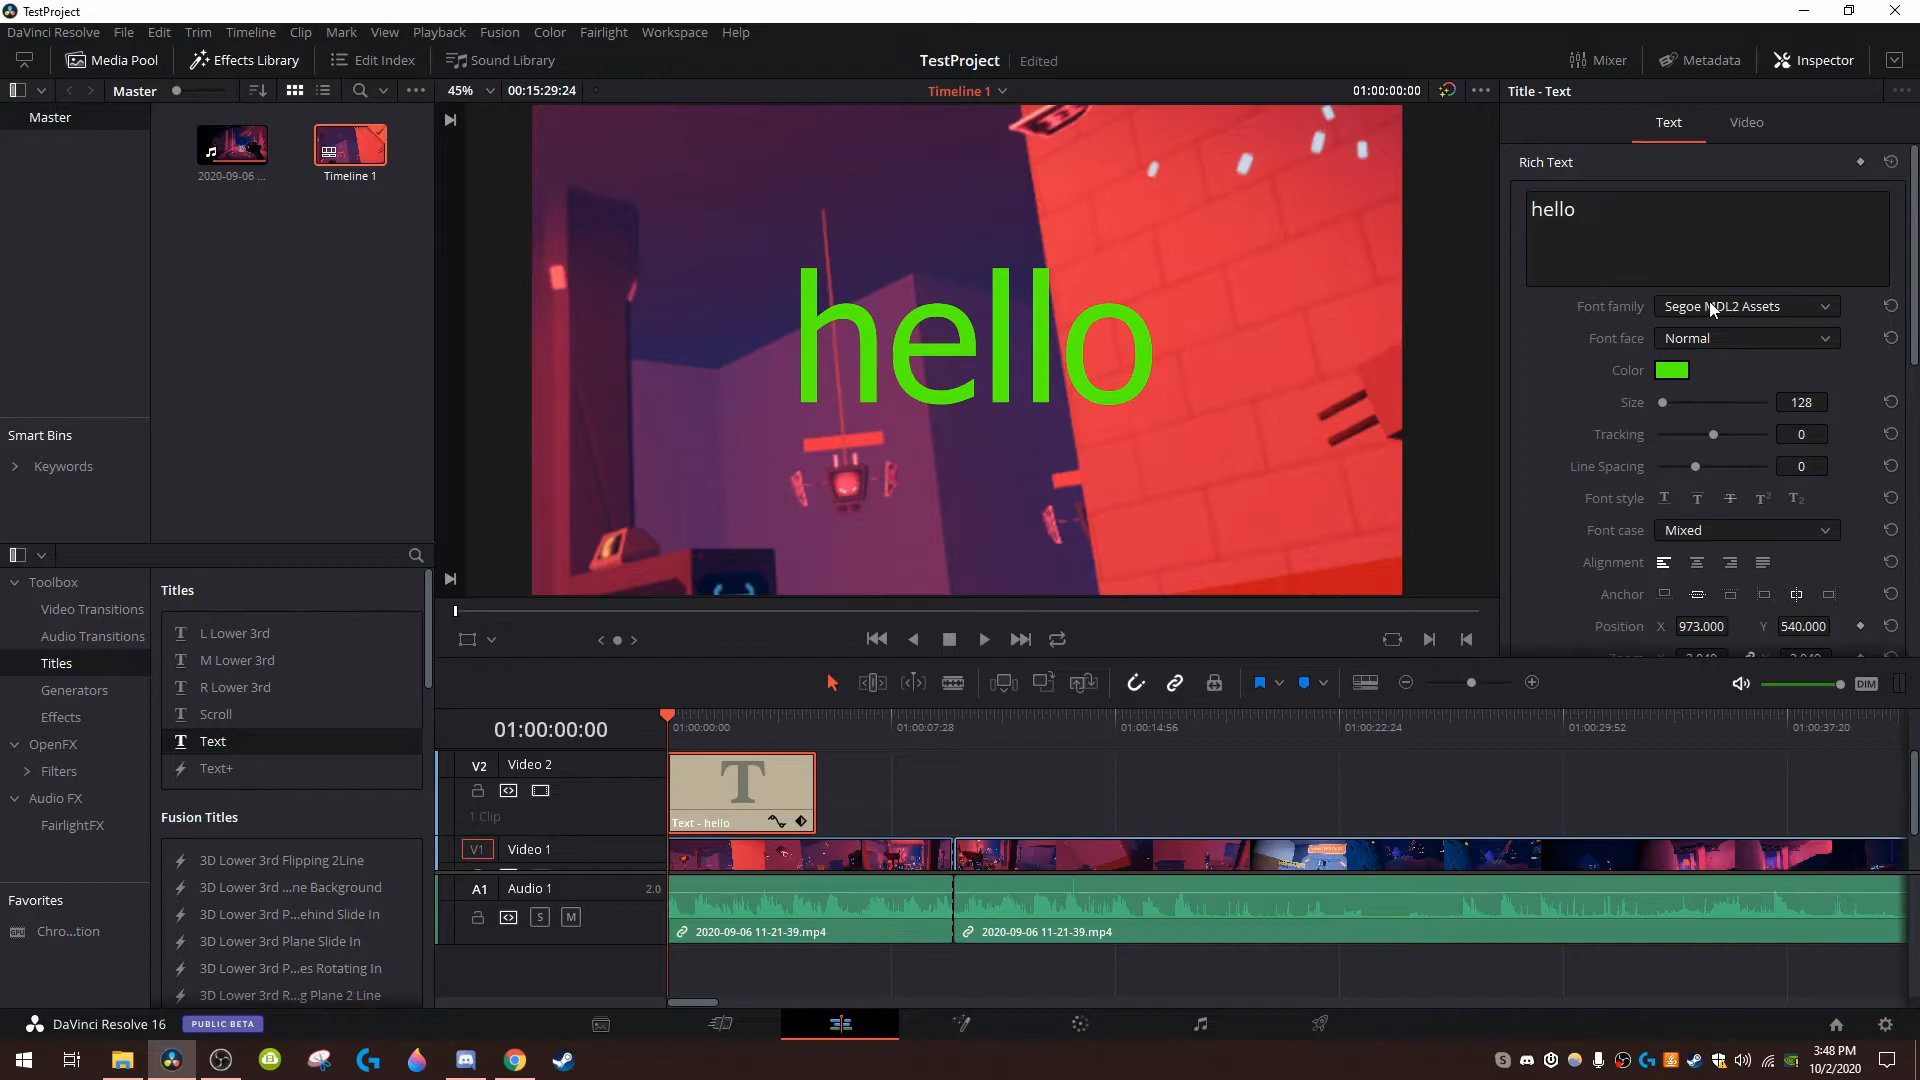 TestProject
DaVinci Resolve File Edit Trim Timeline Clip Mark View Playback Fusion Color Fairlight Workspace Help
Media Pool Effects Library Edit Index Sound Library TestProject Edited Mixer Metadata Inspector
Master 45% 00:15:29:24 Timeline 1 01:00:00:00 Title - Text
Master
2020-09-06 ...
Timeline 1
Text Video
Rich Text
hello
hello
Font family Segoe MDL2 Assets
Font face Normal
Color
Size 128
Tracking 0
Line Spacing 0
Font style T T T T² T₂
Font case Mixed
Alignment
Anchor
Position X 973.000 Y 540.000
Smart Bins
Keywords
Toolbox
Video Transitions
Audio Transitions
Titles
Generators
Effects
OpenFX
Filters
Audio FX
FairlightFX
Favorites
Chro...tion
Titles
T L Lower 3rd
T M Lower 3rd
T R Lower 3rd
T Scroll
T Text
Text+
Fusion Titles
3D Lower 3rd Flipping 2Line
3D Lower 3rd ...ne Background
3D Lower 3rd P...ehind Slide In
3D Lower 3rd Plane Slide In
3D Lower 3rd P...es Rotating In
3D Lower 3rd R...g Plane 2 Line
DIM
01:00:00:00 01:00:00:00 01:00:07:28 01:00:14:56 01:00:22:24 01:00:29:52 01:00:37:20
V2 Video 2
1 Clip
T
Text - hello
V1 Video 1
A1 Audio 1 2.0
S M
2020-09-06 11-21-39.mp4 2020-09-06 11-21-39.mp4
DaVinci Resolve 16 PUBLIC BETA
3:48 PM
10/2/2020